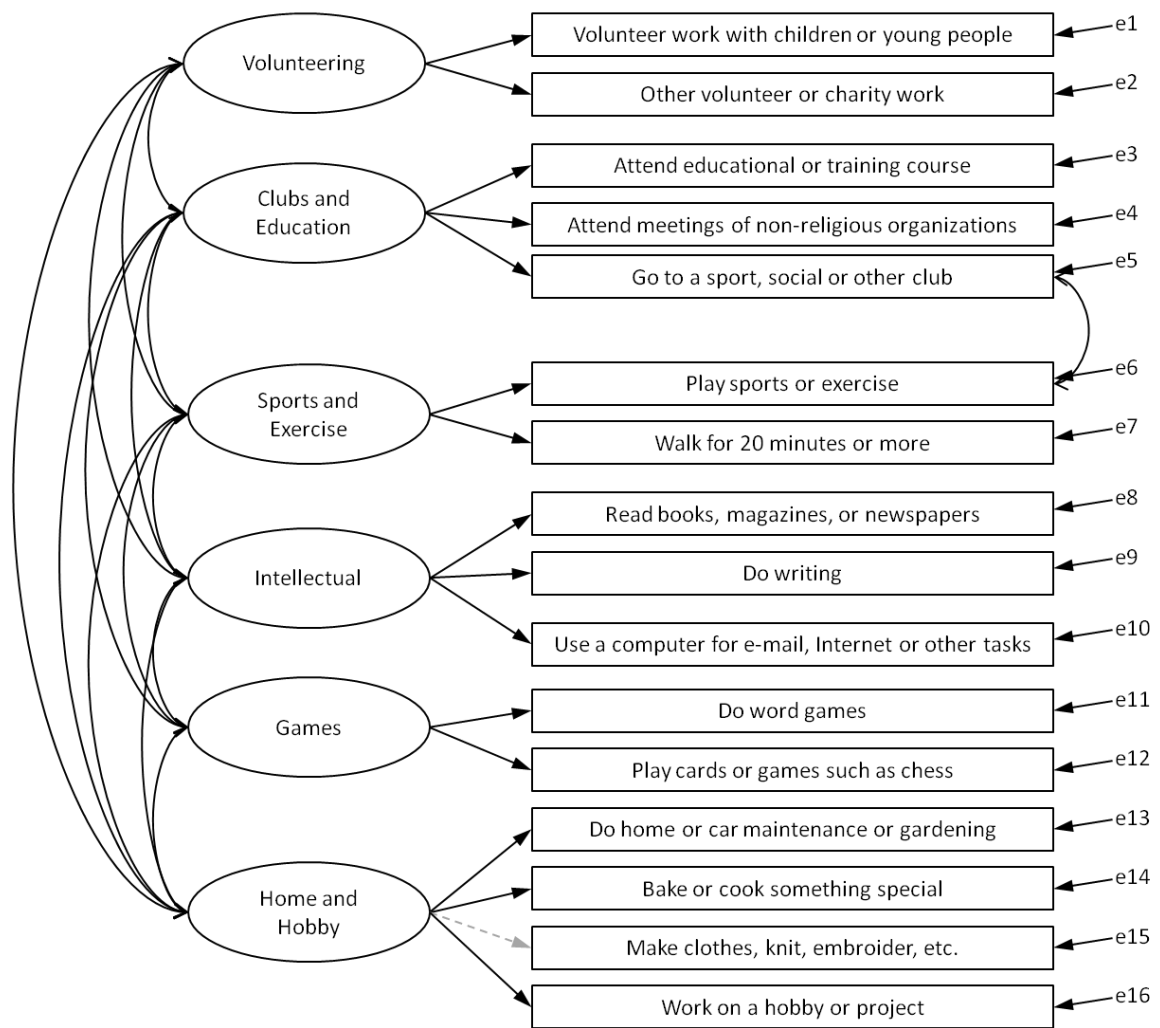 Volunteering
Volunteer work with children or young people
e1
Other volunteer or charity work
e2
Clubs and
Education
Attend educational or training course
e3
Attend meetings of non-religious organizations
e4
Go to a sport, social or other club
e5
Sports and
Exercise
Play sports or exercise
e6
Walk for 20 minutes or more
e7
Intellectual
Read books, magazines, or newspapers
e8
Do writing
e9
Use a computer for e-mail, Internet or other tasks
e10
Games
Do word games
e11
Play cards or games such as chess
e12
Home and
Hobby
Do home or car maintenance or gardening
e13
Bake or cook something special
e14
Make clothes, knit, embroider, etc.
e15
Work on a hobby or project
e16